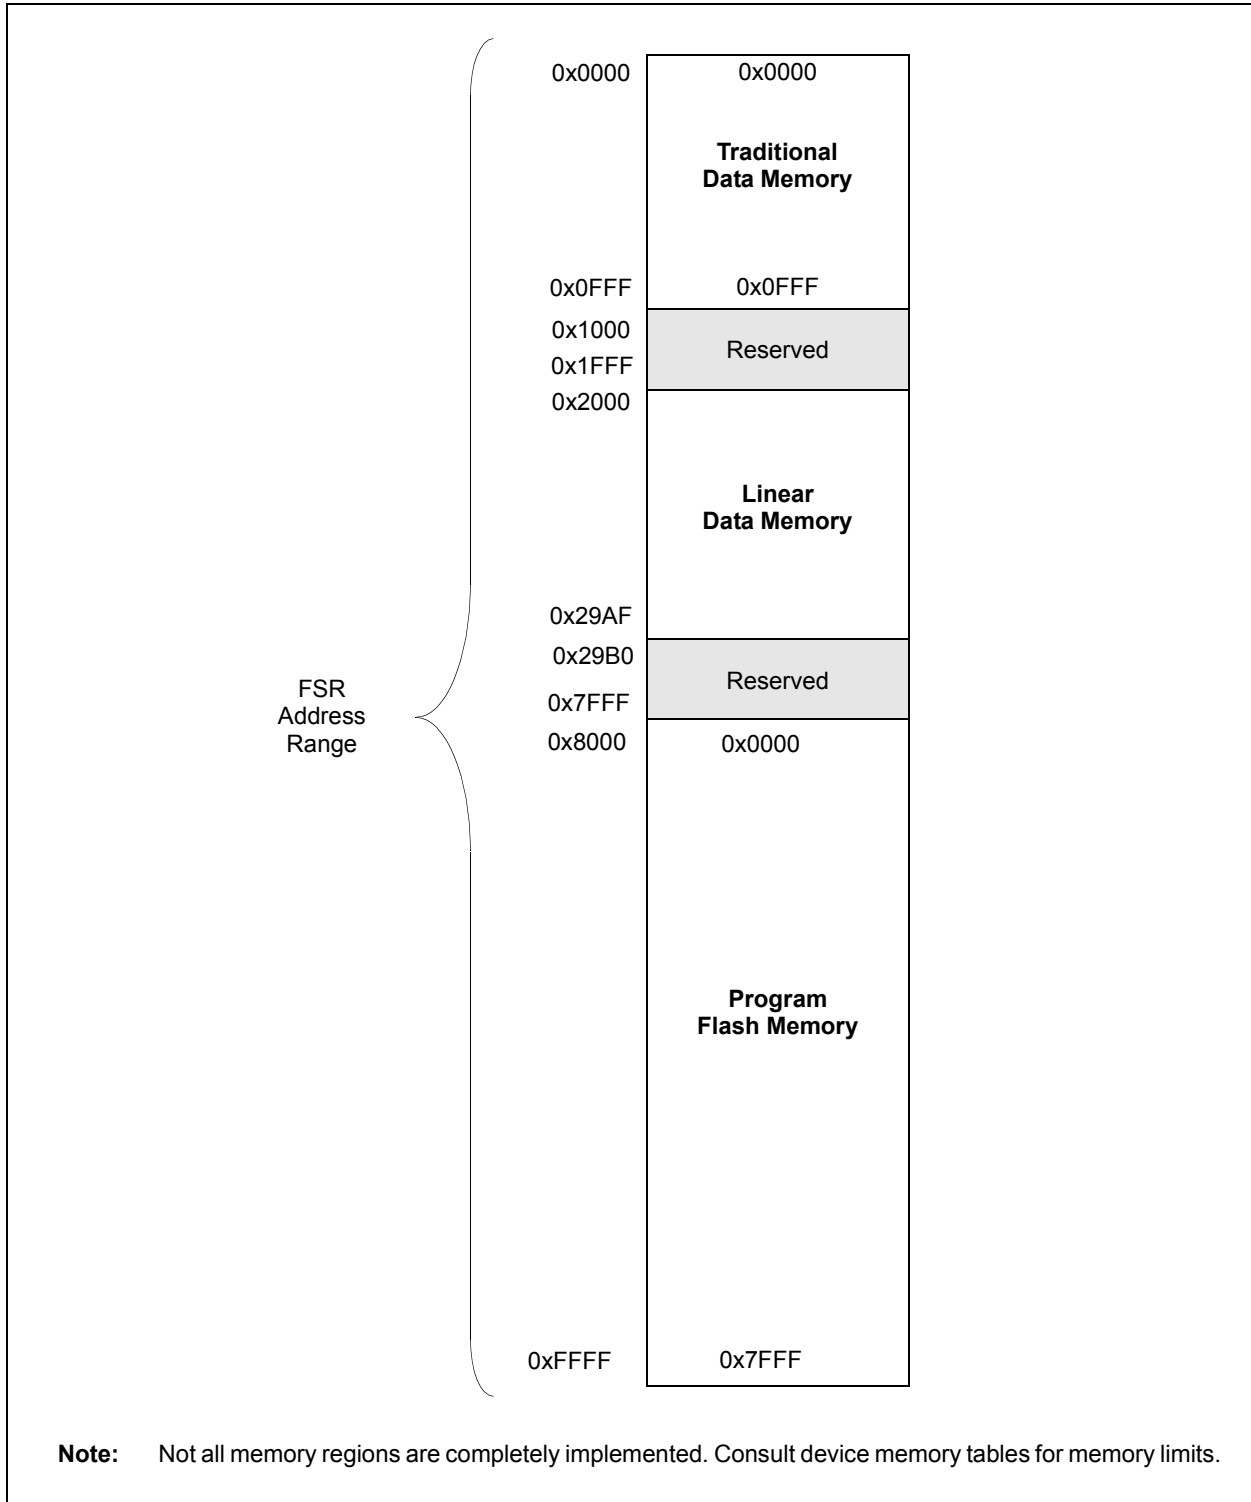 0x0000 0x0000
Traditional
Data Memory
0x0FFF 0x0FFF
0x1000
Reserved
0x1FFF
0x2000
Linear
Data Memory
0x29AF
0x29B0
Reserved
0x7FFF
FSR
Address
Range
0x8000 0x0000
Program
Flash Memory
0xFFFF 0x7FFF
Note: Not all memory regions are completely implemented. Consult device memory tables for memory limits.